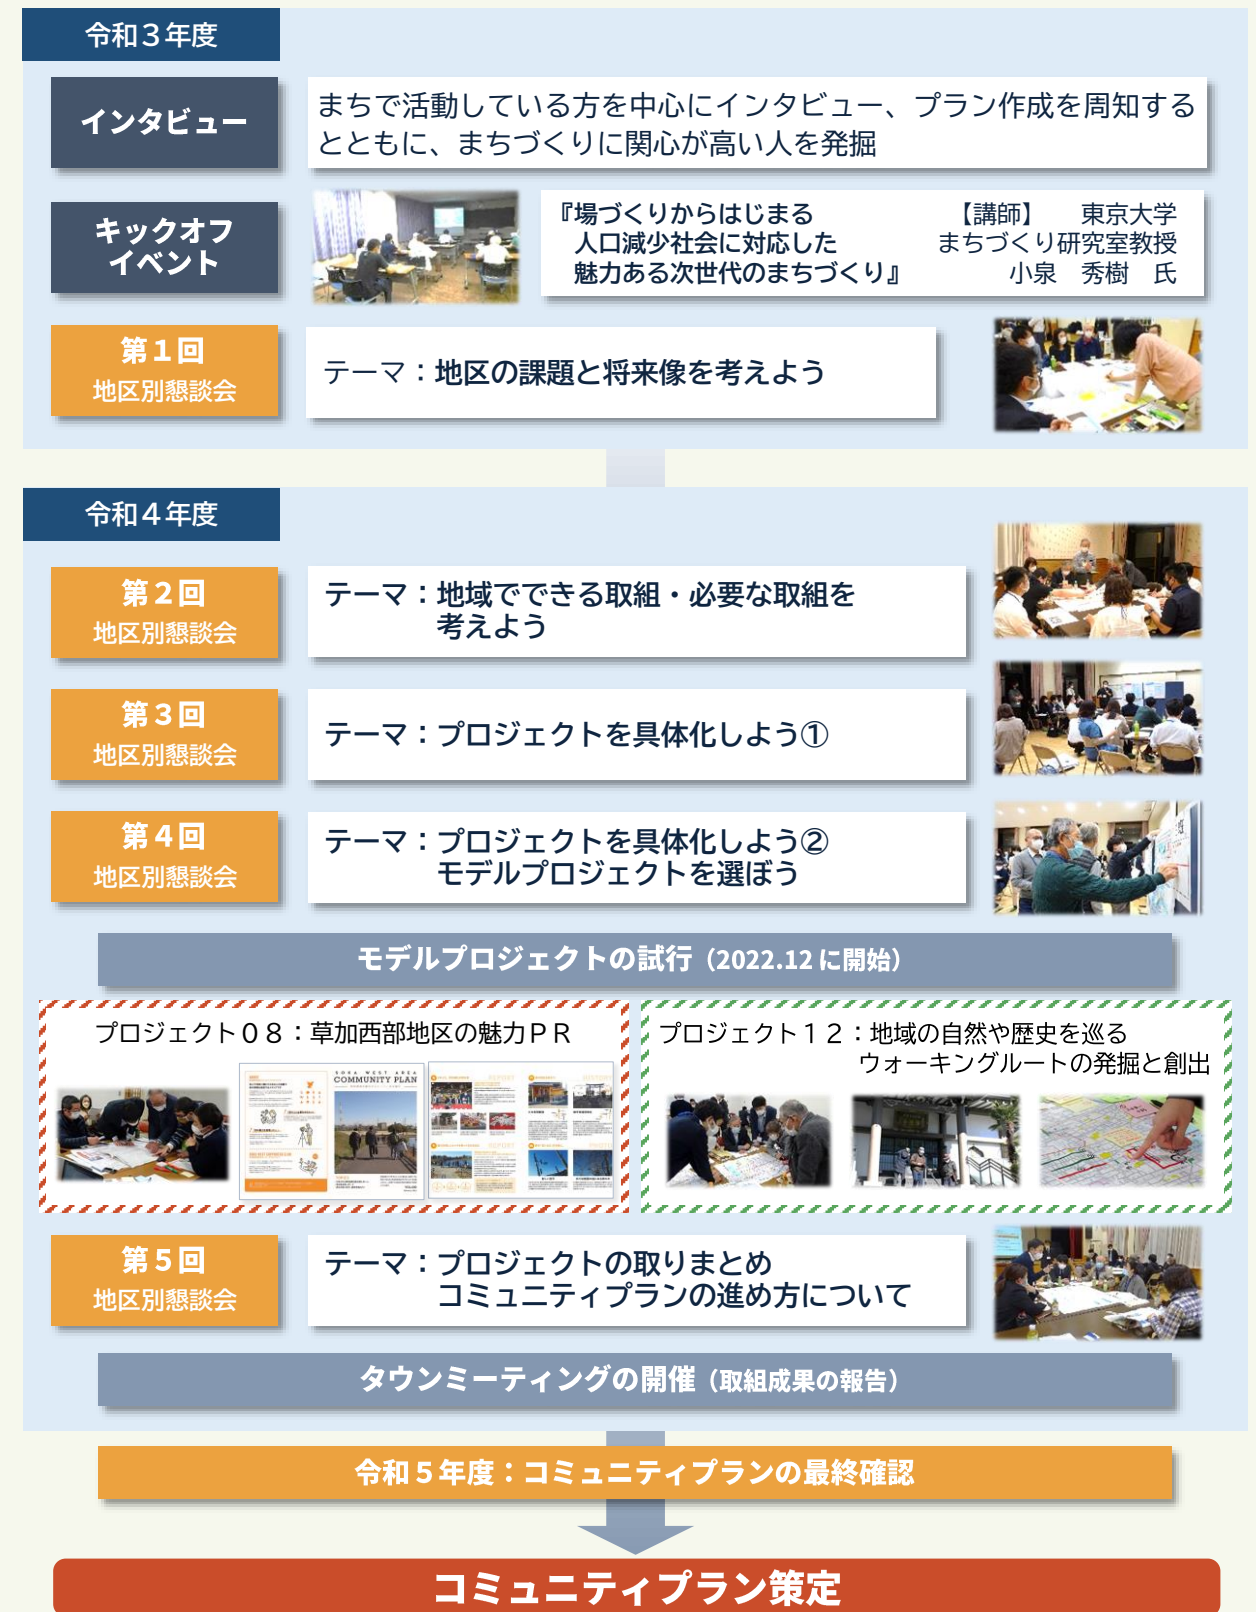 令和３年度
インタビュー
まちで活動している方を中心にインタビュー、プラン作成を周知する
とともに、まちづくりに関心が高い人を発掘
キックオフ
イベント
『場づくりからはじまる
人口減少社会に対応した
魅力ある次世代のまちづくり』
【講師】　東京大学
まちづくり研究室教授
小泉　秀樹　氏
第１回
地区別懇談会
テーマ：地区の課題と将来像を考えよう
令和４年度
第２回
地区別懇談会
テーマ：地域でできる取組・必要な取組を
考えよう
第３回
地区別懇談会
テーマ：プロジェクトを具体化しよう①
第４回
地区別懇談会
テーマ：プロジェクトを具体化しよう②
モデルプロジェクトを選ぼう
モデルプロジェクトの試行（2022.12 に開始）
プロジェクト０８：草加西部地区の魅力ＰＲ
SOKA WEST AREA
COMMUNITY PLAN
プロジェクト１２：地域の自然や歴史を巡る
ウォーキングルートの発掘と創出
第５回
地区別懇談会
テーマ：プロジェクトの取りまとめ
コミュニティプランの進め方について
タウンミーティングの開催（取組成果の報告）
令和５年度：コミュニティプランの最終確認
コミュニティプラン策定